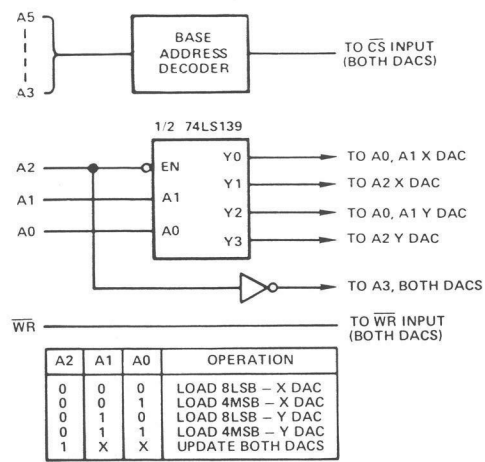 A5
A3
BASE
ADDRESS
DECODER
TO C̅S̅ INPUT
(BOTH DACS)
1/2 74LS139
A2
A1
A0
EN
A1
A0
Y0
Y1
Y2
Y3
TO A0, A1 X DAC
TO A2 X DAC
TO A0, A1 Y DAC
TO A2 Y DAC
TO A3, BOTH DACS
W̅R̅
TO W̅R̅ INPUT
(BOTH DACS)
A2 A1 A0 OPERATION
0 0 0 LOAD 8LSB – X DAC
0 0 1 LOAD 4MSB – X DAC
0 1 0 LOAD 8LSB – Y DAC
0 1 1 LOAD 4MSB – Y DAC
1 X X UPDATE BOTH DACS